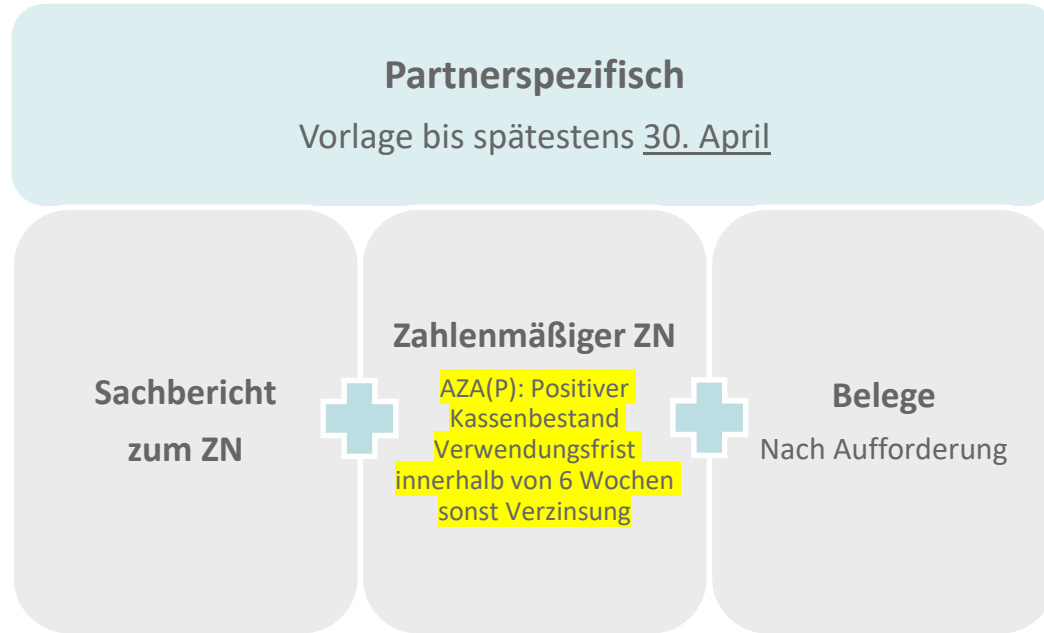 Partnerspezifisch
Vorlage bis spätestens 30. April
Sachbericht
zum ZN
Zahlenmäßiger ZN
AZA(P): Positiver
Kassenbestand
Verwendungsfrist
innerhalb von 6 Wochen
sonst Verzinsung
Belege
Nach Aufforderung